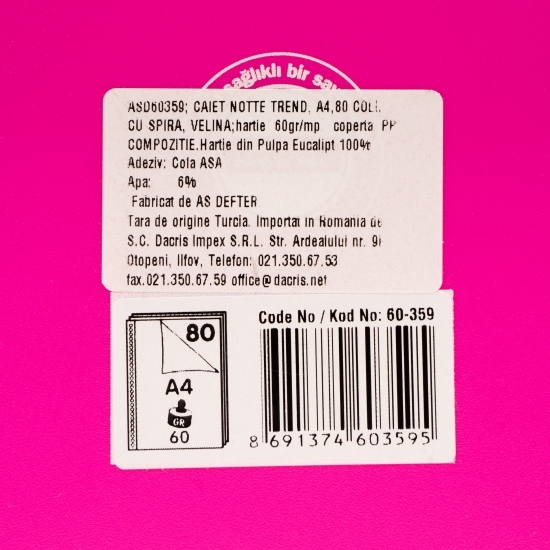 sağlıklı bir
ASD60359; CAIET NOTTE TREND, A4,80
CU SPIRA, VELINA;hartie 60gr/mp coperta PP
COMPOZITIE.Hartie din Pulpa Eucalipt 100%
Adeziv: Cola ASA
Apa: 6%
Fabricat de AS DEFTER
Tara de origine Turcia. Importat in Romania de
S.C. Dacris Impex S.R.L. Str. Ardealului nr.
Otopeni, Ilfov, Telefon: 021.350.67.53
fax.021.350.67.59 office@dacris.net
Code No / Kod No: 60-359
80
A4
GR
60
8 691374 603595